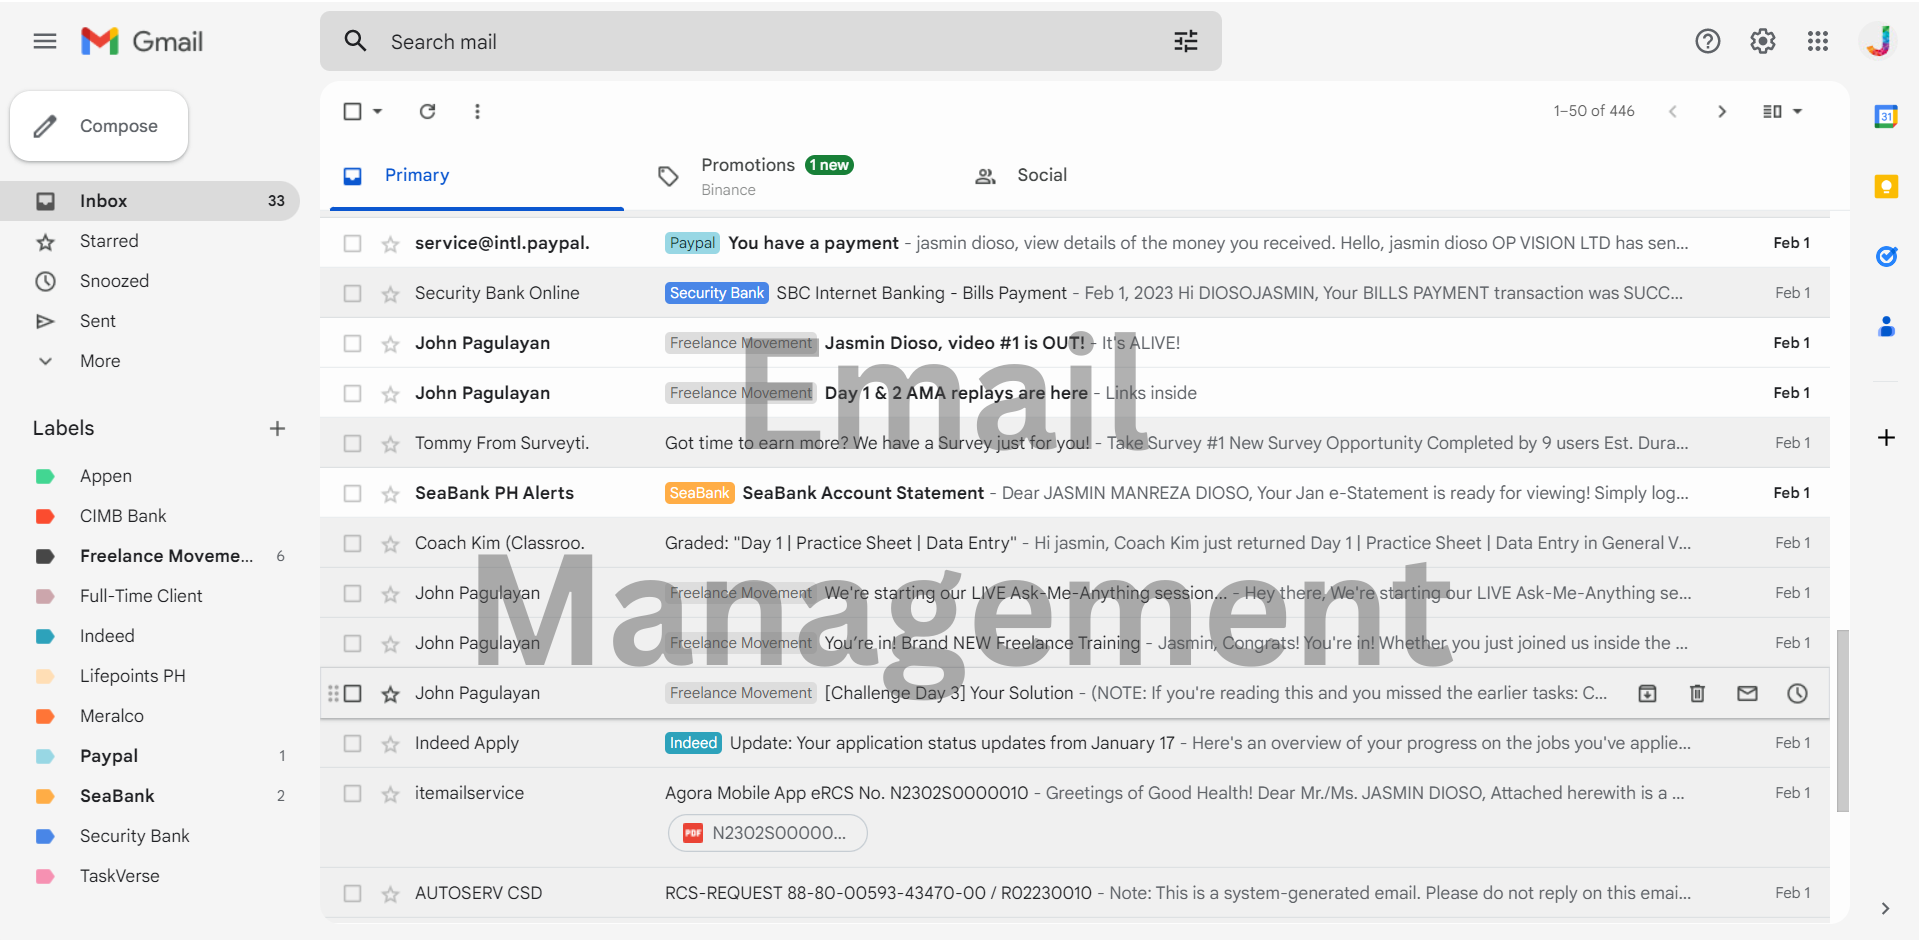 Gmail
Search mail
Compose
1–50 of 446
Primary
Promotions 1 new
Binance
Social
Inbox 33
Starred
Snoozed
Sent
More
Labels
Appen
CIMB Bank
Freelance Moveme... 6
Full-Time Client
Indeed
Lifepoints PH
Meralco
Paypal 1
SeaBank 2
Security Bank
TaskVerse
service@intl.paypal. Paypal You have a payment - jasmin dioso, view details of the money you received. Hello, jasmin dioso OP VISION LTD has sen... Feb 1
Security Bank Online Security Bank SBC Internet Banking - Bills Payment - Feb 1, 2023 Hi DIOSOJASMIN, Your BILLS PAYMENT transaction was SUCC... Feb 1
John Pagulayan Freelance Movement Jasmin Dioso, video #1 is OUT! - It's ALIVE! Feb 1
John Pagulayan Freelance Movement Day 1 & 2 AMA replays are here - Links inside Feb 1
Tommy From Surveyti. Got time to earn more? We have a Survey just for you! - Take Survey #1 New Survey Opportunity Completed by 9 users Est. Dura... Feb 1
SeaBank PH Alerts SeaBank SeaBank Account Statement - Dear JASMIN MANREZA DIOSO, Your Jan e-Statement is ready for viewing! Simply log... Feb 1
Coach Kim (Classroo. Graded: "Day 1 | Practice Sheet | Data Entry" - Hi jasmin, Coach Kim just returned Day 1 | Practice Sheet | Data Entry in General V... Feb 1
John Pagulayan Freelance Movement We're starting our LIVE Ask-Me-Anything session... - Hey there, We're starting our LIVE Ask-Me-Anything se... Feb 1
John Pagulayan Freelance Movement You're in! Brand NEW Freelance Training - Jasmin, Congrats! You're in! Whether you just joined us inside the ... Feb 1
John Pagulayan Freelance Movement [Challenge Day 3] Your Solution - (NOTE: If you're reading this and you missed the earlier tasks: C...
Indeed Apply Indeed Update: Your application status updates from January 17 - Here's an overview of your progress on the jobs you've applie... Feb 1
itemailservice Agora Mobile App eRCS No. N2302S0000010 - Greetings of Good Health! Dear Mr./Ms. JASMIN DIOSO, Attached herewith is a ... Feb 1
PDF N2302S00000...
AUTOSERV CSD RCS-REQUEST 88-80-00593-43470-00 / R02230010 - Note: This is a system-generated email. Please do not reply on this emai... Feb 1
Email
Management
31
J